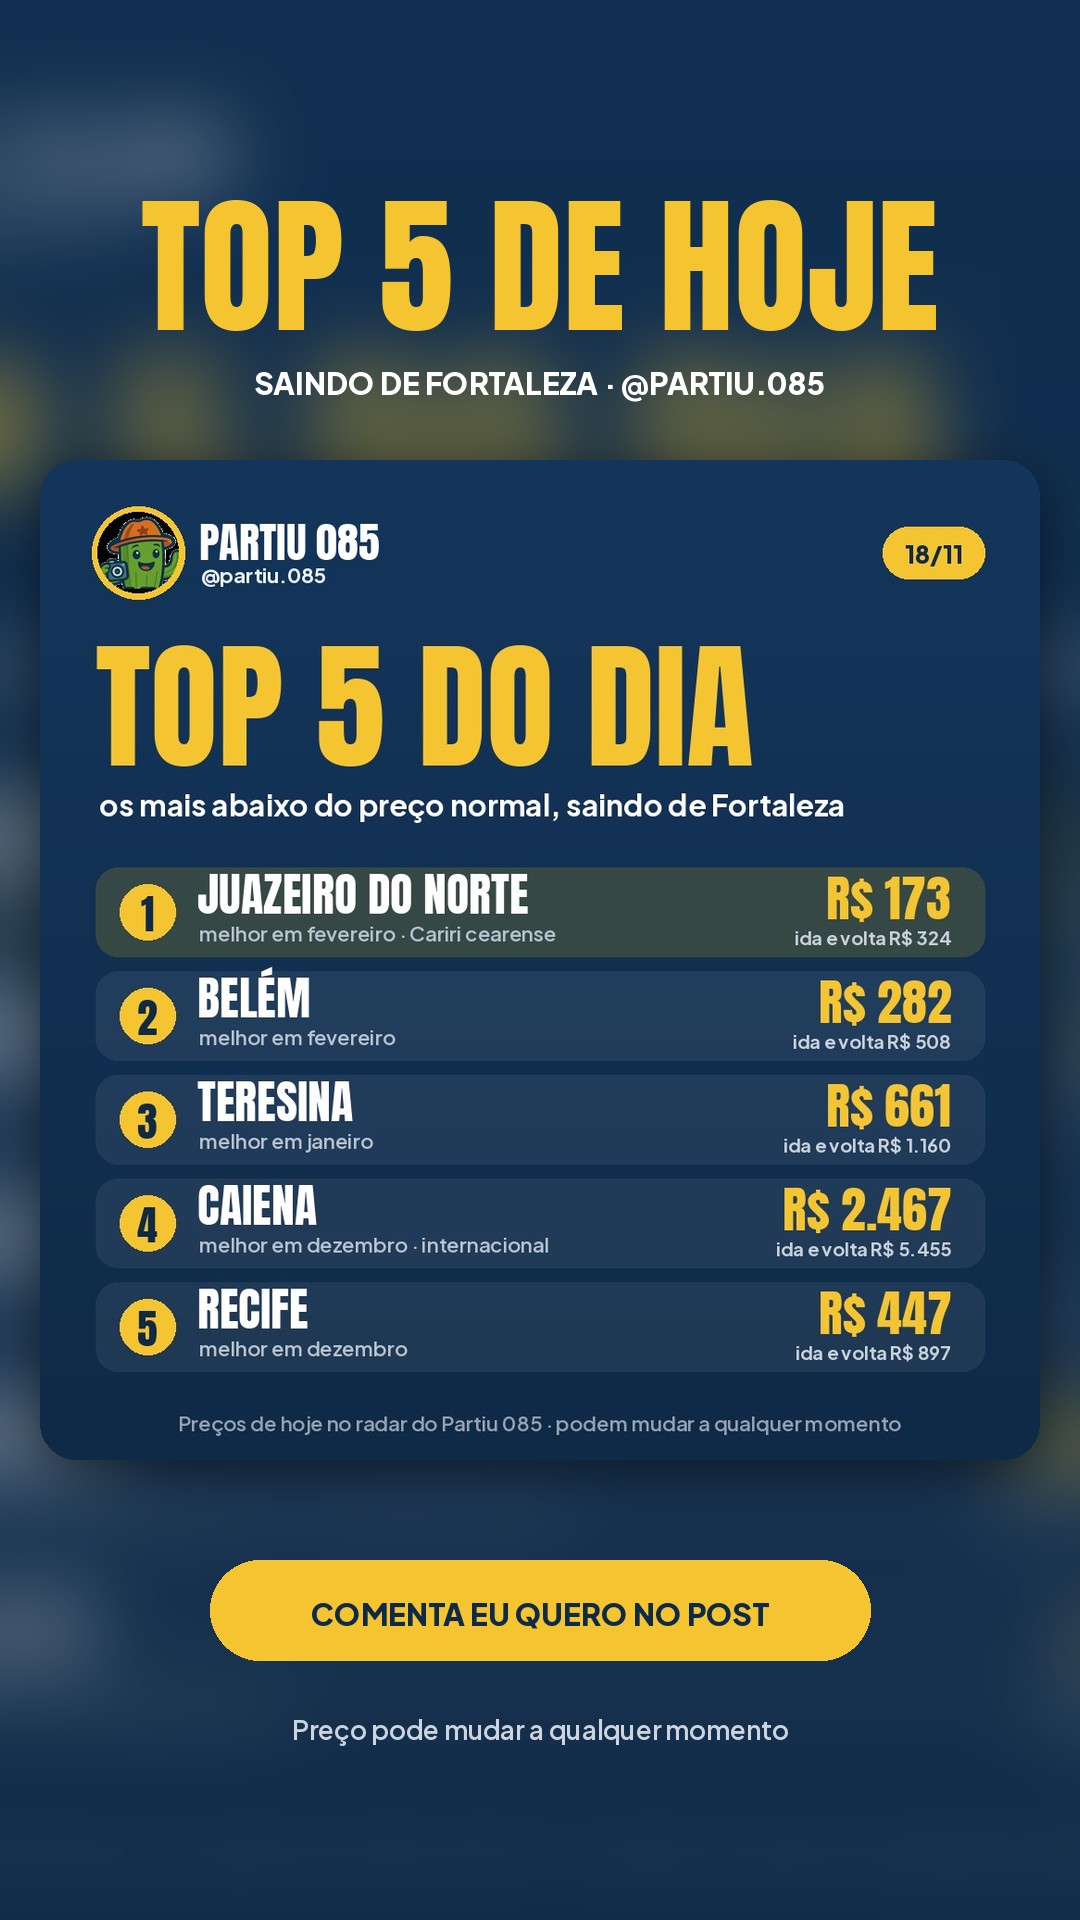 TOP 5 DE HOJE
SAINDO DE FORTALEZA · @PARTIU.085
PARTIU 085
@partiu.085
18/11
TOP 5 DO DIA
os mais abaixo do preço normal, saindo de Fortaleza
1
JUAZEIRO DO NORTE
R$ 173
melhor em fevereiro · Cariri cearense
ida e volta R$ 324
2
BELÉM
R$ 282
melhor em fevereiro
ida e volta R$ 508
3
TERESINA
R$ 661
melhor em janeiro
ida e volta R$ 1.160
4
CAIENA
R$ 2.467
melhor em dezembro · internacional
ida e volta R$ 5.455
5
RECIFE
R$ 447
melhor em dezembro
ida e volta R$ 897
Preços de hoje no radar do Partiu 085 · podem mudar a qualquer momento
COMENTA EU QUERO NO POST
Preço pode mudar a qualquer momento